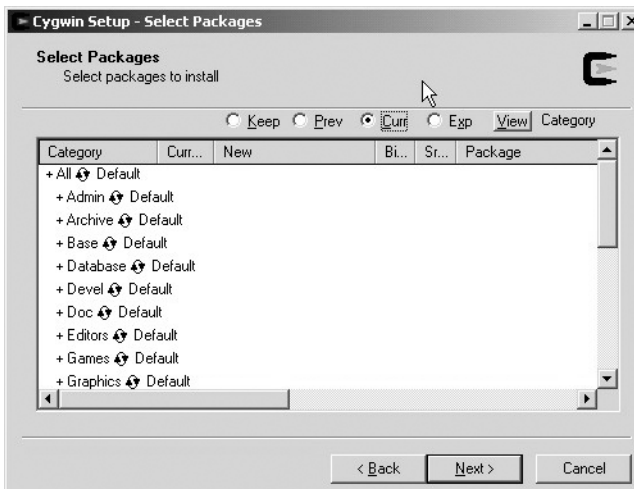 Cygwin Setup - Select Packages
Select Packages
Select packages to install
Keep Prev Curr Exp View Category
Category Curr... New Bi... Sr... Package
+ All Default
+ Admin Default
+ Archive Default
+ Base Default
+ Database Default
+ Devel Default
+ Doc Default
+ Editors Default
+ Games Default
+ Graphics Default
< Back Next > Cancel